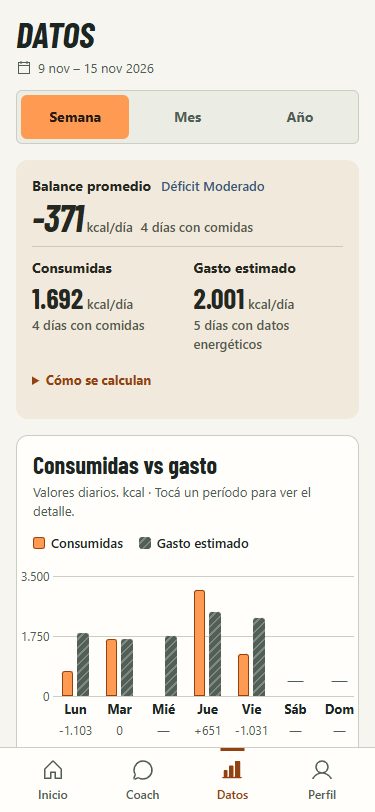 DATOS
9 nov – 15 nov 2026
Semana Mes Año
Balance promedio Déficit Moderado
-371 kcal/día 4 días con comidas
Consumidas Gasto estimado
1.692 kcal/día 2.001 kcal/día
4 días con comidas 5 días con datos
energéticos
Cómo se calculan
Consumidas vs gasto
Valores diarios. kcal · Tocá un período para ver el
detalle.
Consumidas Gasto estimado
3.500
1.750
0
Lun Mar Mié Jue Vie Sáb Dom
-1.103 0 — +651 -1.031 — —
Inicio Coach Datos Perfil